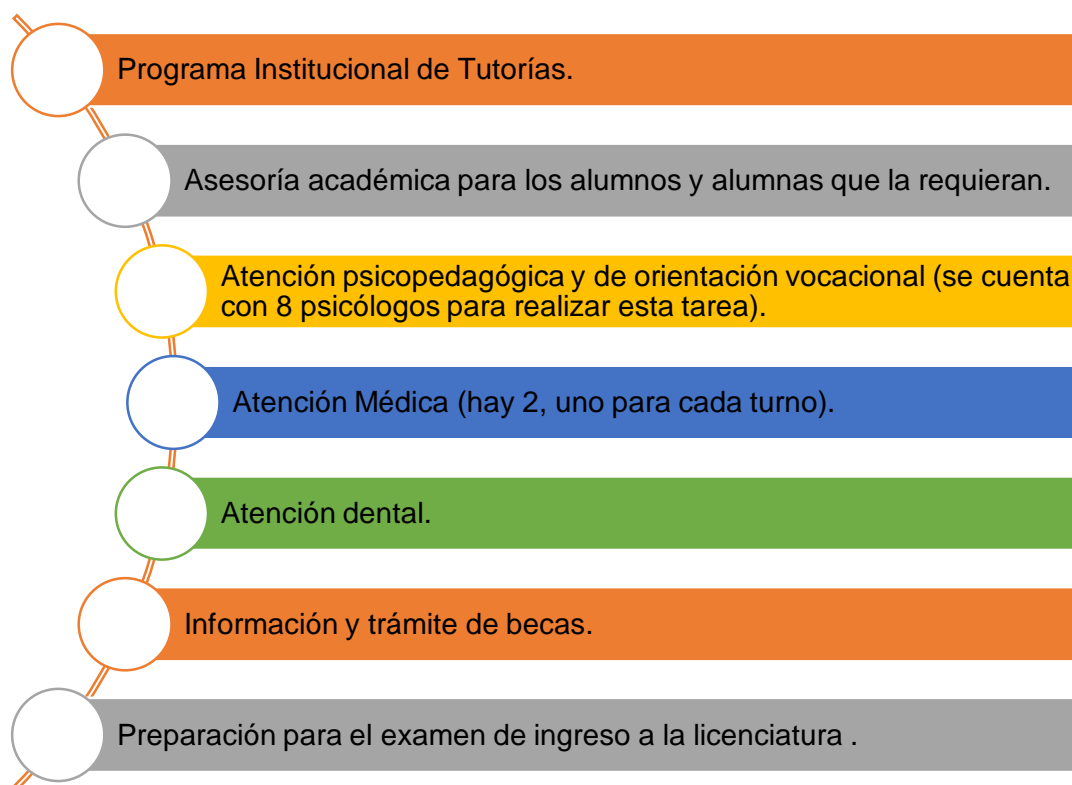 Programa Institucional de Tutorías.
Asesoría académica para los alumnos y alumnas que la requieran.
Atención psicopedagógica y de orientación vocacional (se cuenta
con 8 psicólogos para realizar esta tarea).
Atención Médica (hay 2, uno para cada turno).
Atención dental.
Información y trámite de becas.
Preparación para el examen de ingreso a la licenciatura .